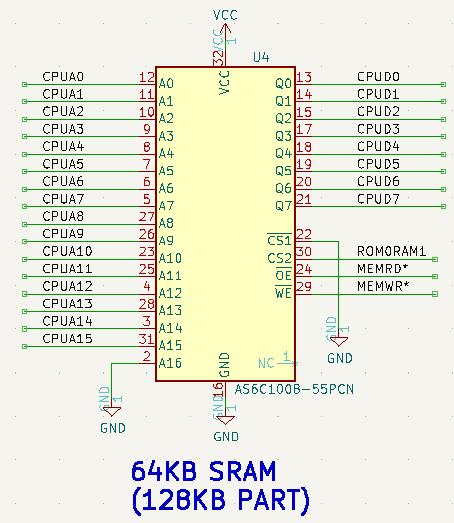 VCC
VCC 1
32
U4
CPUA0 12 A0 VCC Q0 13 CPUD0
CPUA1 11 A1 Q1 14 CPUD1
CPUA2 10 A2 Q2 15 CPUD2
CPUA3 9 A3 Q3 17 CPUD3
CPUA4 8 A4 Q4 18 CPUD4
CPUA5 7 A5 Q5 19 CPUD5
CPUA6 6 A6 Q6 20 CPUD6
CPUA7 5 A7 Q7 21 CPUD7
CPUA8 27 A8
CPUA9 26 A9 CS1 22
CPUA10 23 A10 CS2 30 ROM0RAM1
CPUA11 25 A11 OE 24 MEMRD*
CPUA12 4 A12 WE 29 MEMWR*
CPUA13 28 A13
CPUA14 3 A14 GND 1
CPUA15 31 A15 GND
2 A16 GND NC 1
16 AS6C1008-55PCN
GND 1 GND 1
GND
GND
64KB SRAM
(128KB PART)